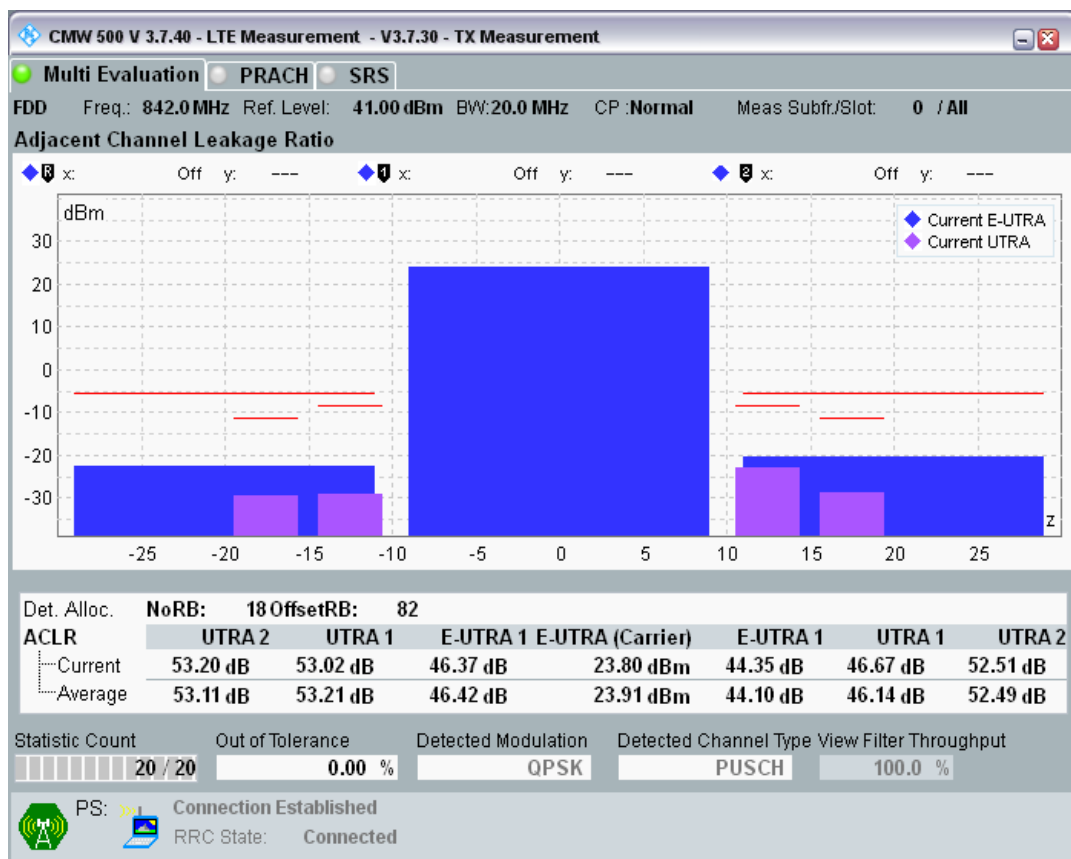 CMW 500 V 3.7.40 - LTE Measurement - V3.7.30 - TX Measurement
Multi Evaluation PRACH SRS
FDD Freq.: 842.0 MHz Ref. Level: 41.00 dBm BW:20.0 MHz CP :Normal Meas Subfr./Slot: 0 / All
Adjacent Channel Leakage Ratio
R x: Off y: --- 1 x: Off y: --- 2 x: Off y: ---
dBm
Current E-UTRA
Current UTRA
30
20
10
0
-10
-20
-30
z
-25 -20 -15 -10 -5 0 5 10 15 20 25
Det. Alloc. NoRB: 18 OffsetRB: 82
ACLR UTRA 2 UTRA 1 E-UTRA 1 E-UTRA (Carrier) E-UTRA 1 UTRA 1 UTRA 2
Current 53.20 dB 53.02 dB 46.37 dB 23.80 dBm 44.35 dB 46.67 dB 52.51 dB
Average 53.11 dB 53.21 dB 46.42 dB 23.91 dBm 44.10 dB 46.14 dB 52.49 dB
Statistic Count Out of Tolerance Detected Modulation Detected Channel Type View Filter Throughput
20 / 20 0.00 % QPSK PUSCH 100.0 %
PS: Connection Established
RRC State: Connected